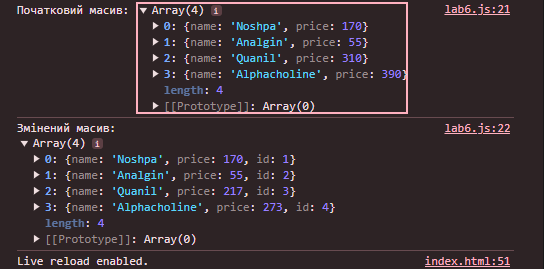 Початковий масив: ▼ Array(4) i lab6.js:21
▶ 0: {name: 'Noshpa', price: 170}
▶ 1: {name: 'Analgin', price: 55}
▶ 2: {name: 'Quanil', price: 310}
▶ 3: {name: 'Alphacholine', price: 390}
length: 4
▶ [[Prototype]]: Array(0)
Змінений масив: lab6.js:22
▼ Array(4) i
▶ 0: {name: 'Noshpa', price: 170, id: 1}
▶ 1: {name: 'Analgin', price: 55, id: 2}
▶ 2: {name: 'Quanil', price: 217, id: 3}
▶ 3: {name: 'Alphacholine', price: 273, id: 4}
length: 4
▶ [[Prototype]]: Array(0)
Live reload enabled. index.html:51